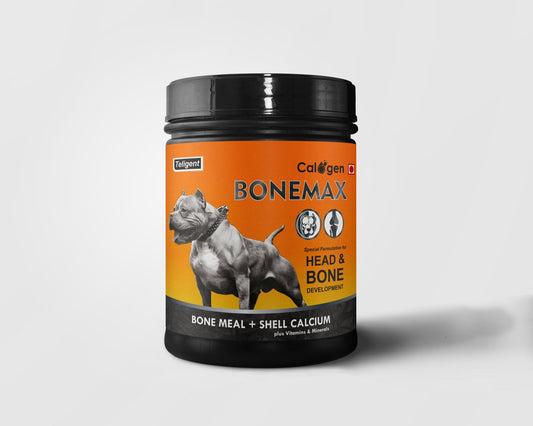 Teligent
Calogen
BONEMAX
Special Formulation for
HEAD &
BONE
DEVELOPMENT
BONE MEAL + SHELL CALCIUM
plus Vitamins & Minerals